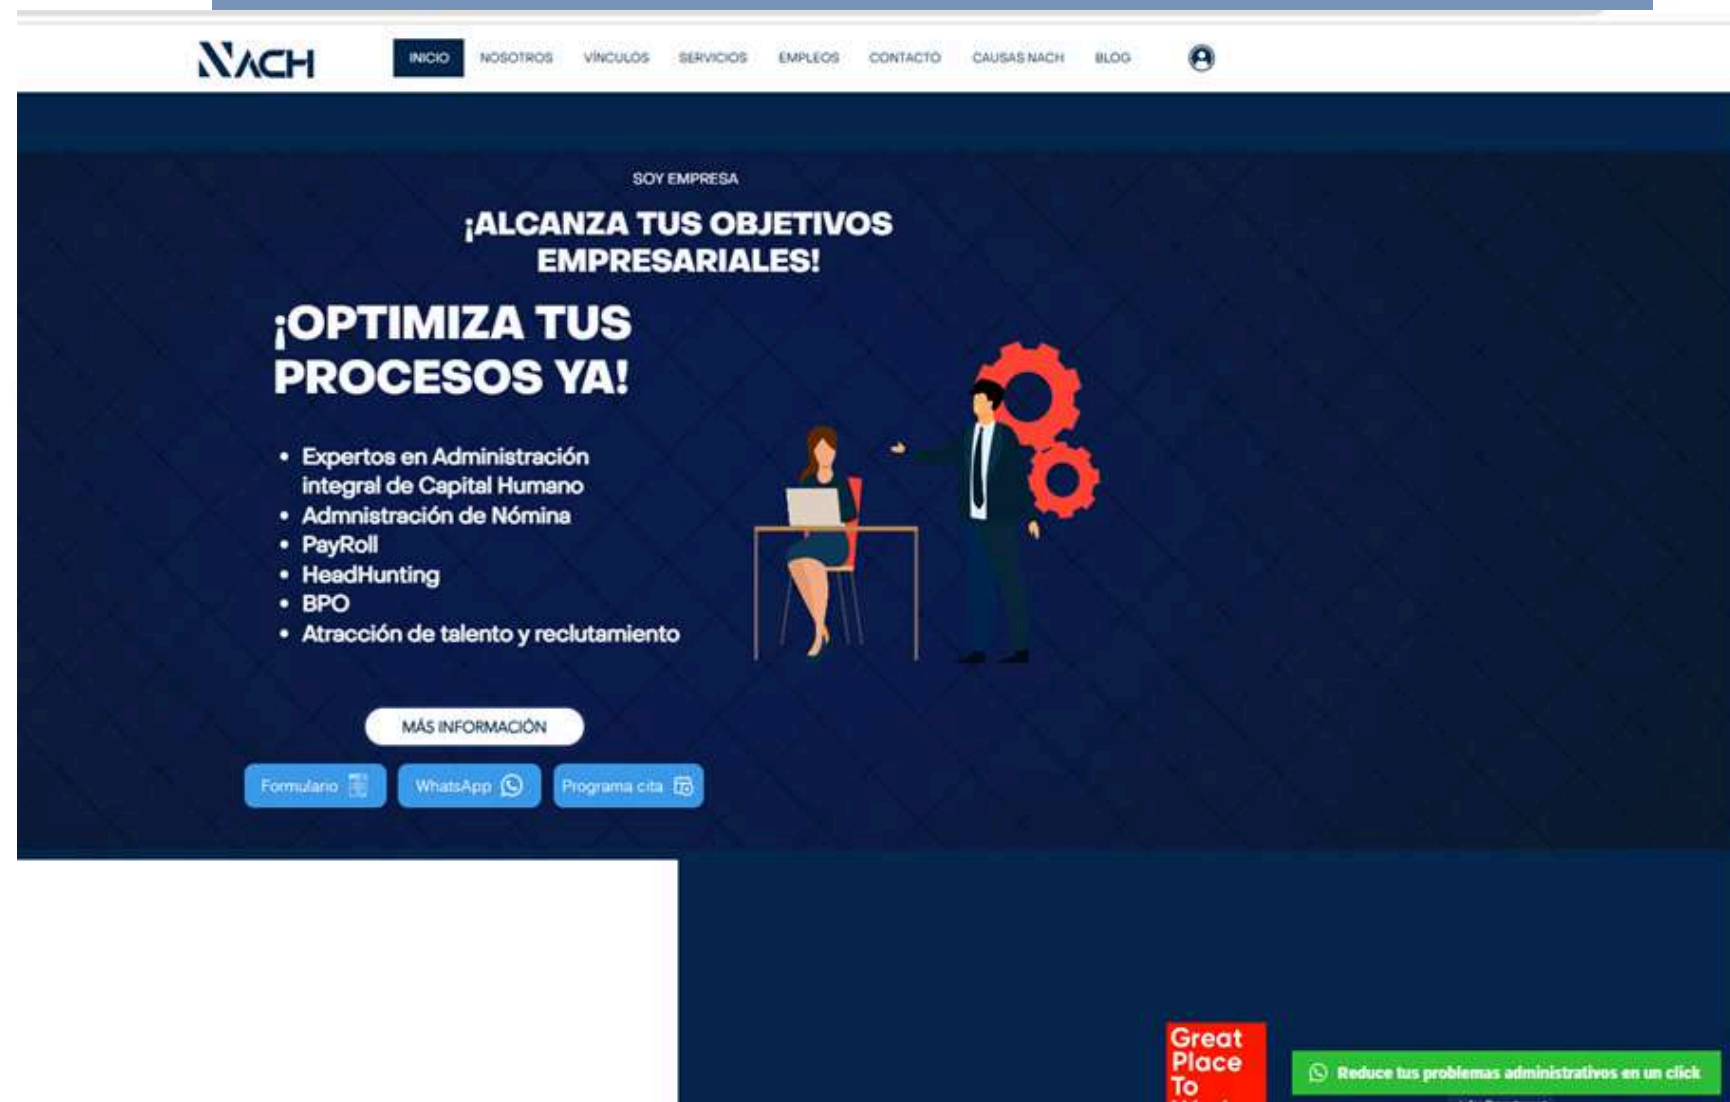 NACH
INICIO
NOSOTROS
VÍNCULOS
SERVICIOS
EMPLEOS
CONTACTO
CAUSAS NACH
BLOG
SOY EMPRESA
¡ALCANZA TUS OBJETIVOS
EMPRESARIALES!
¡OPTIMIZA TUS
PROCESOS YA!
• Expertos en Administración
integral de Capital Humano
• Admnistración de Nómina
• PayRoll
• HeadHunting
• BPO
• Atracción de talento y reclutamiento
MÁS INFORMACIÓN
Formulario
WhatsApp
Programa cita
Great
Place
To
Reduce tus problemas administrativos en un click